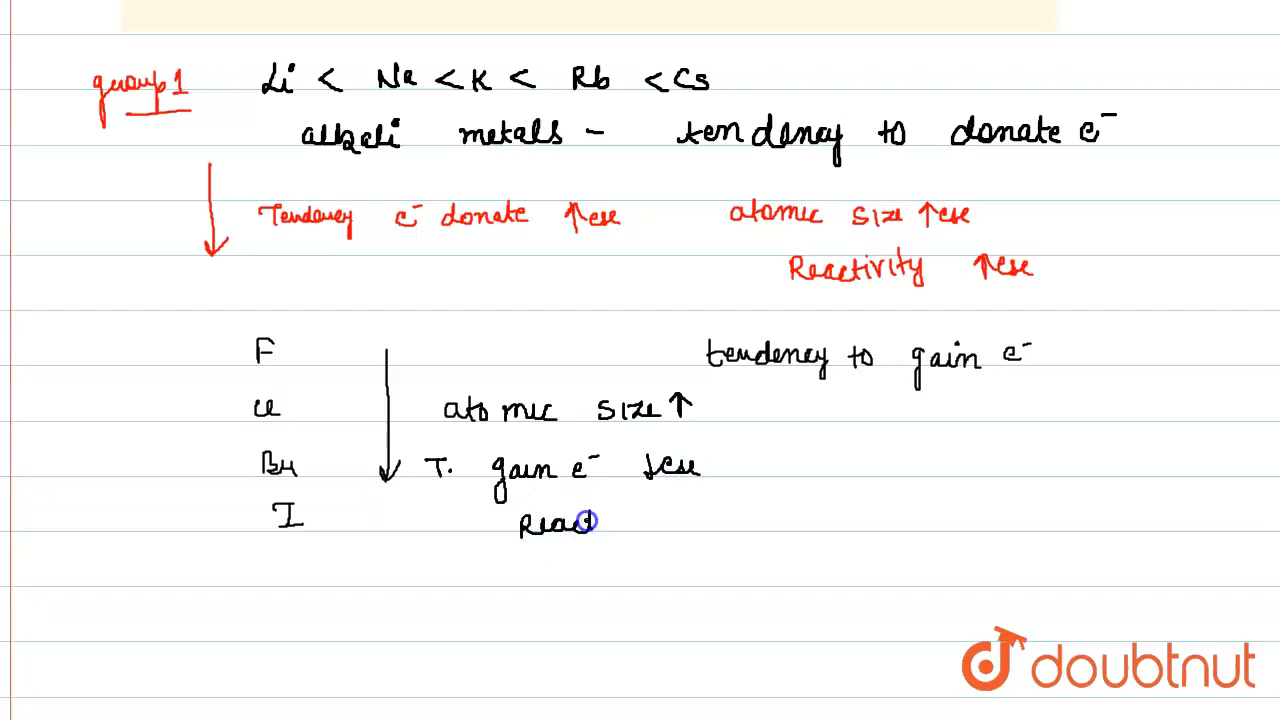 group 1 Li < Na < K < Rb < Cs
alkali metals - tendency to donate e⁻
Tendency e⁻ donate ↑ese atomic size ↑ese
Reactivity ↑ese
F tendency to gain e⁻
Cl atomic size ↑
Br T. gain e⁻ ↓ese
I React
doubtnut